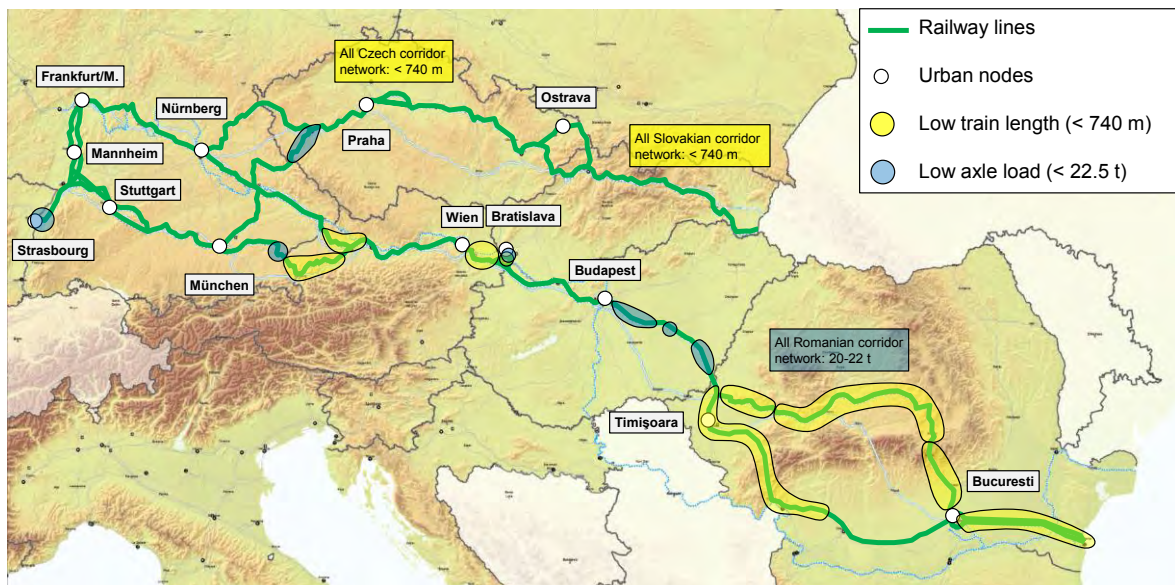 All Czech corridor
network: < 740 m
Railway lines
Urban nodes
Low train length (< 740 m)
Low axle load (< 22.5 t)
Frankfurt/M.
Nürnberg
Ostrava
Praha
Mannheim
All Slovakian corridor
network: < 740 m
Stuttgart
Wien
Bratislava
Strasbourg
München
Budapest
All Romanian corridor
network: 20-22 t
Timişoara
Bucuresti